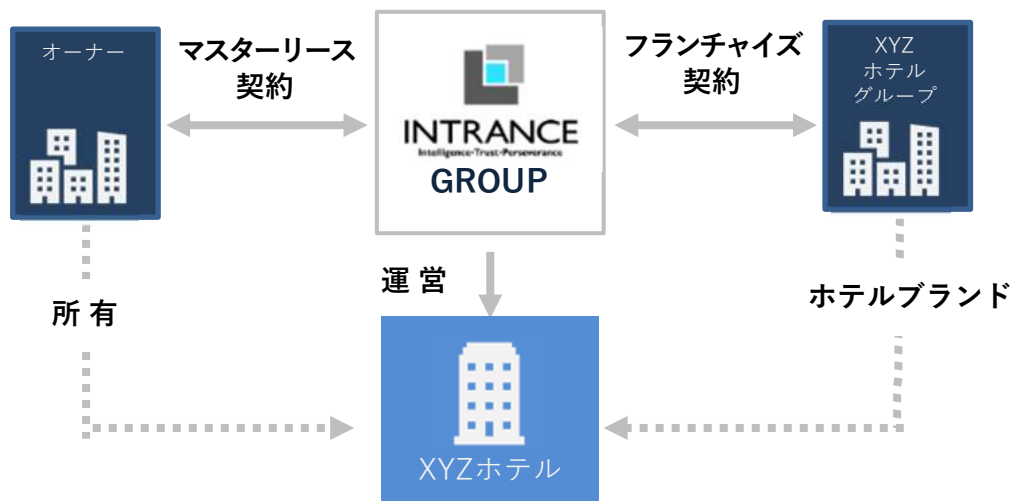 オーナー
マスターリース
契約
INTRANCE
Intelligence・Trust・Perseverance
GROUP
フランチャイズ
契約
XYZ
ホテル
グループ
所 有
運 営
ホテルブランド
XYZホテル